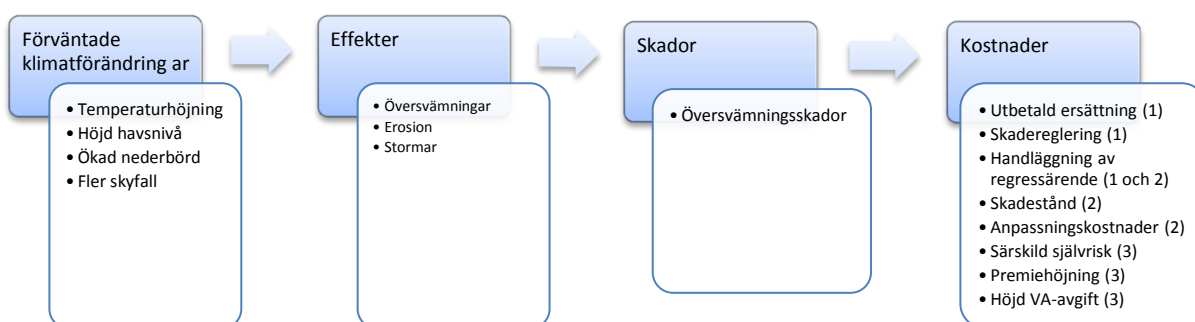 Förväntade
klimatförändring ar
• Temperaturhöjning
• Höjd havsnivå
• Ökad nederbörd
• Fler skyfall
Effekter
• Översvämningar
• Erosion
• Stormar
Skador
• Översvämningsskador
Kostnader
• Utbetald ersättning (1)
• Skadereglering (1)
• Handläggning av
regressärende (1 och 2)
• Skadestånd (2)
• Anpassningskostnader (2)
• Särskild självrisk (3)
• Premiehöjning (3)
• Höjd VA-avgift (3)